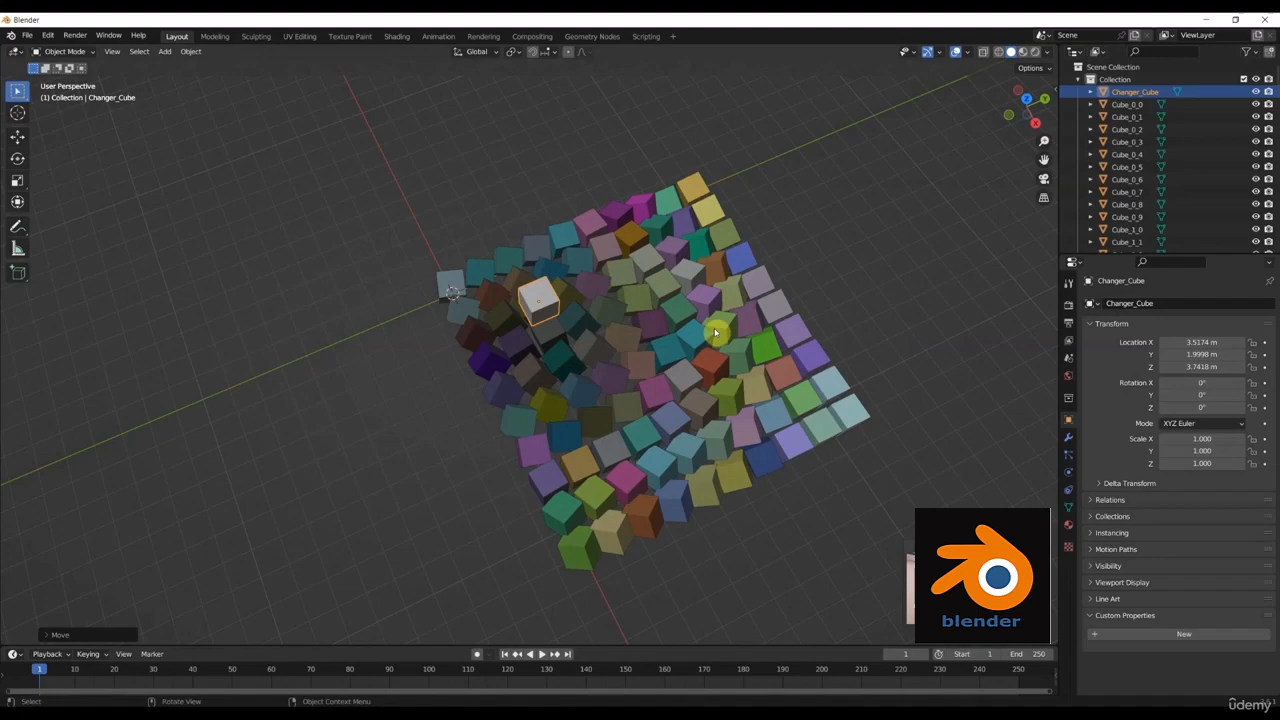 Blender
File Edit Render Window Help Layout Modeling Sculpting UV Editing Texture Paint Shading Animation Rendering Compositing Geometry Nodes Scripting + Scene ViewLayer
Object Mode View Select Add Object Global
Options
User Perspective
(1) Collection | Changer_Cube
Z Y X
Scene Collection
Collection
Changer_Cube
Cube_0_0
Cube_0_1
Cube_0_2
Cube_0_3
Cube_0_4
Cube_0_5
Cube_0_6
Cube_0_7
Cube_0_8
Cube_0_9
Cube_1_0
Cube_1_1
Changer_Cube
Changer_Cube
Transform
Location X 3.5174 m
Y 1.9998 m
Z 3.7418 m
Rotation X 0°
Y 0°
Z 0°
Mode XYZ Euler
Scale X 1.000
Y 1.000
Z 1.000
Delta Transform
Relations
Collections
Instancing
Motion Paths
Visibility
Viewport Display
Line Art
Custom Properties
+ New
blender
Move
Playback Keying View Marker 1 Start 1 End 250
1 10 20 30 40 50 60 70 80 90 100 110 120 130 140 150 160 170 180 190 200 210 220 230 240 250
Select Rotate View Object Context Menu
udemy